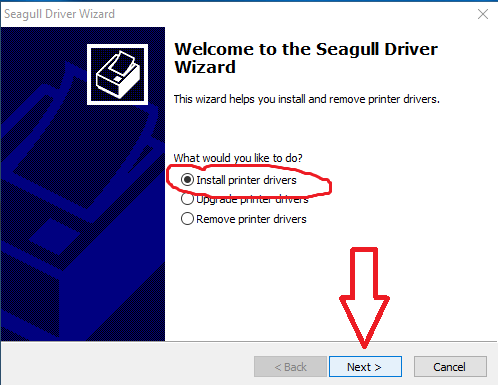 Seagull Driver Wizard
Welcome to the Seagull Driver
Wizard
This wizard helps you install and remove printer drivers.
What would you like to do?
Install printer drivers
Upgrade printer drivers
Remove printer drivers
< Back
Next >
Cancel